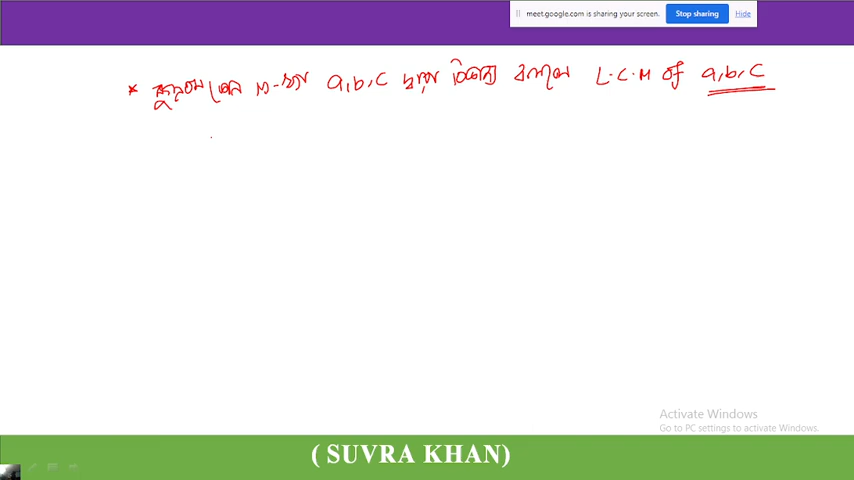 meet.google.com is sharing your screen. Stop sharing Hide
* ক্ষুদ্রতম কোন সংখ্যা a,b,c দ্বারা বিভাজ্য L.C.M of a,b,c
Activate Windows
Go to PC settings to activate Windows.
( SUVRA KHAN)